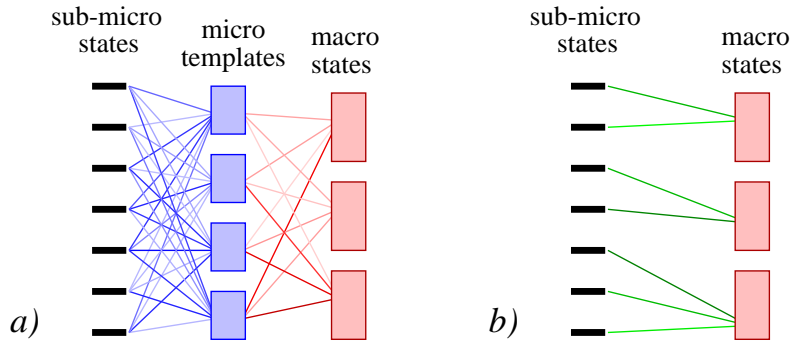 sub-micro
states
micro
templates
macro
states
a)
sub-micro
states
macro
states
b)